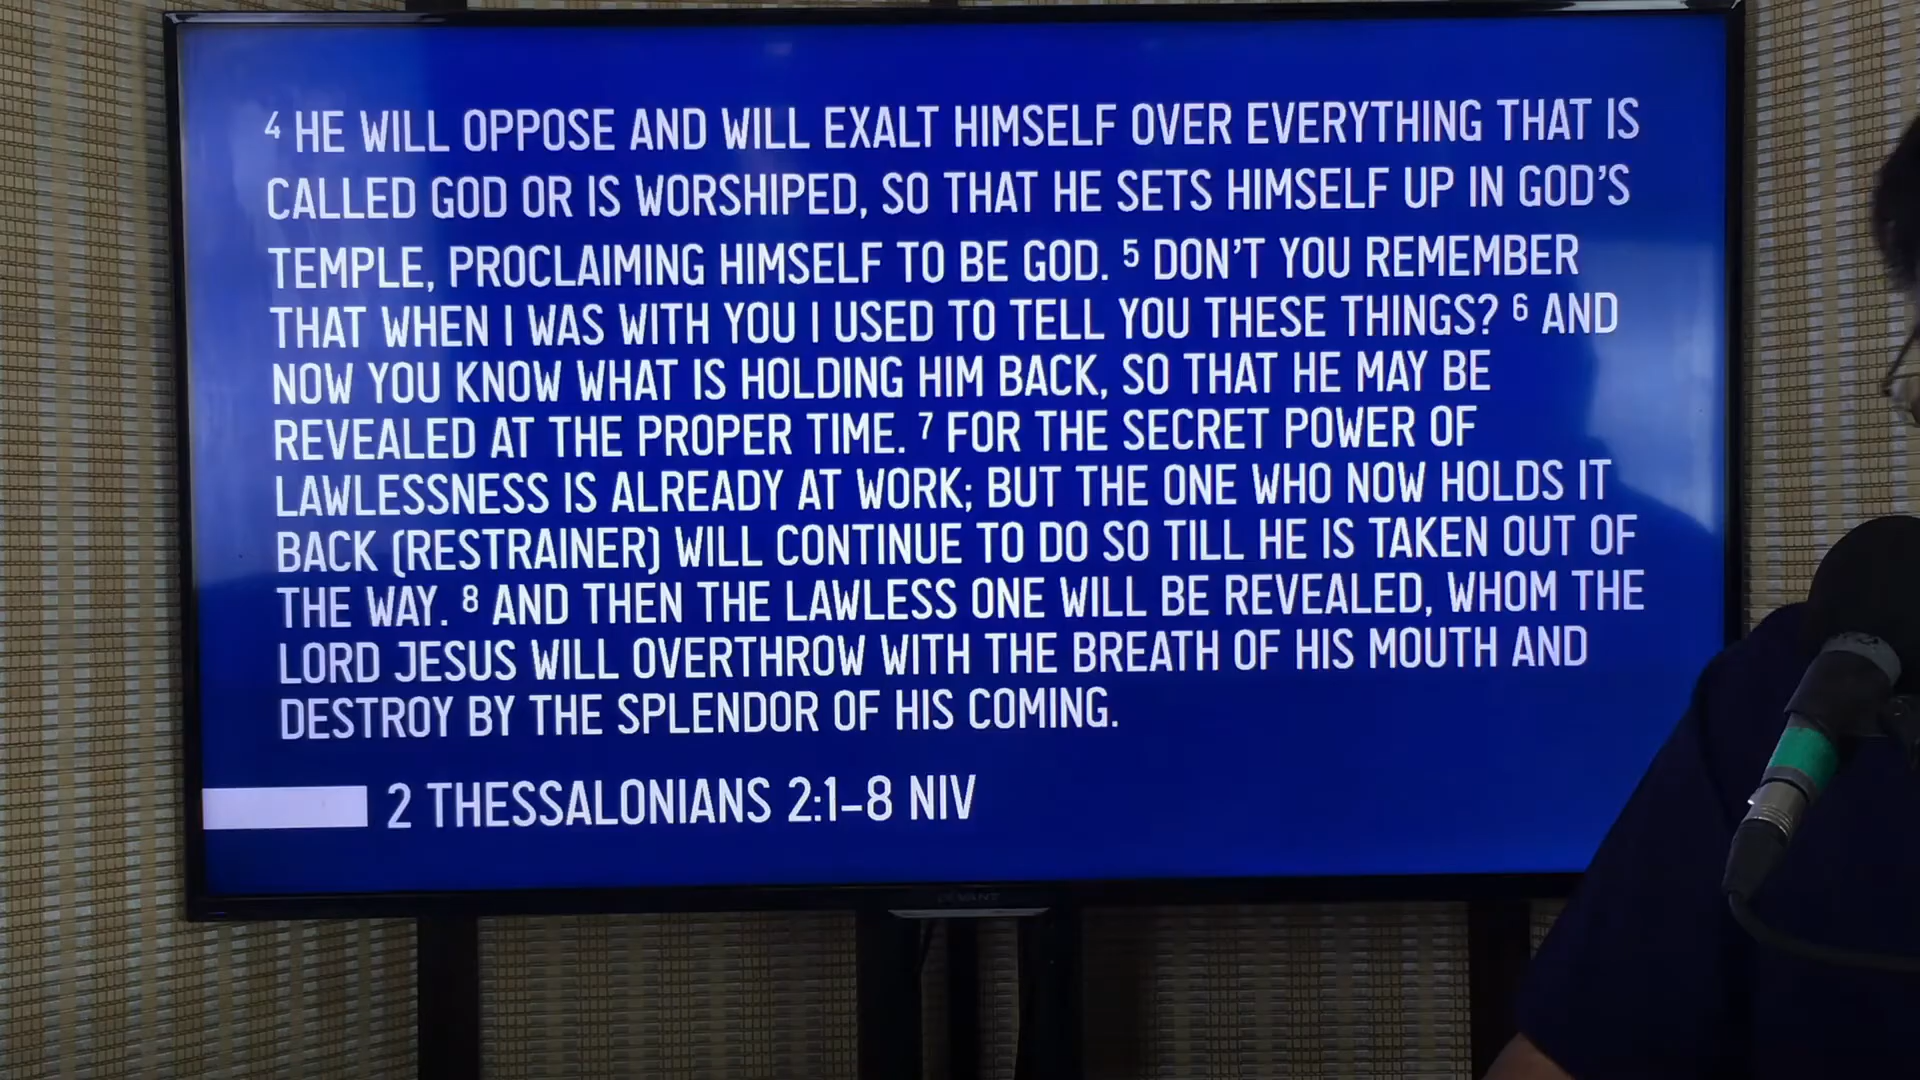 4 HE WILL OPPOSE AND WILL EXALT HIMSELF OVER EVERYTHING THAT IS
CALLED GOD OR IS WORSHIPED, SO THAT HE SETS HIMSELF UP IN GOD'S
TEMPLE, PROCLAIMING HIMSELF TO BE GOD. 5 DON'T YOU REMEMBER
THAT WHEN I WAS WITH YOU I USED TO TELL YOU THESE THINGS? 6 AND
NOW YOU KNOW WHAT IS HOLDING HIM BACK, SO THAT HE MAY BE
REVEALED AT THE PROPER TIME. 7 FOR THE SECRET POWER OF
LAWLESSNESS IS ALREADY AT WORK; BUT THE ONE WHO NOW HOLDS IT
BACK (RESTRAINER) WILL CONTINUE TO DO SO TILL HE IS TAKEN OUT OF
THE WAY. 8 AND THEN THE LAWLESS ONE WILL BE REVEALED, WHOM THE
LORD JESUS WILL OVERTHROW WITH THE BREATH OF HIS MOUTH AND
DESTROY BY THE SPLENDOR OF HIS COMING.
2 THESSALONIANS 2:1-8 NIV